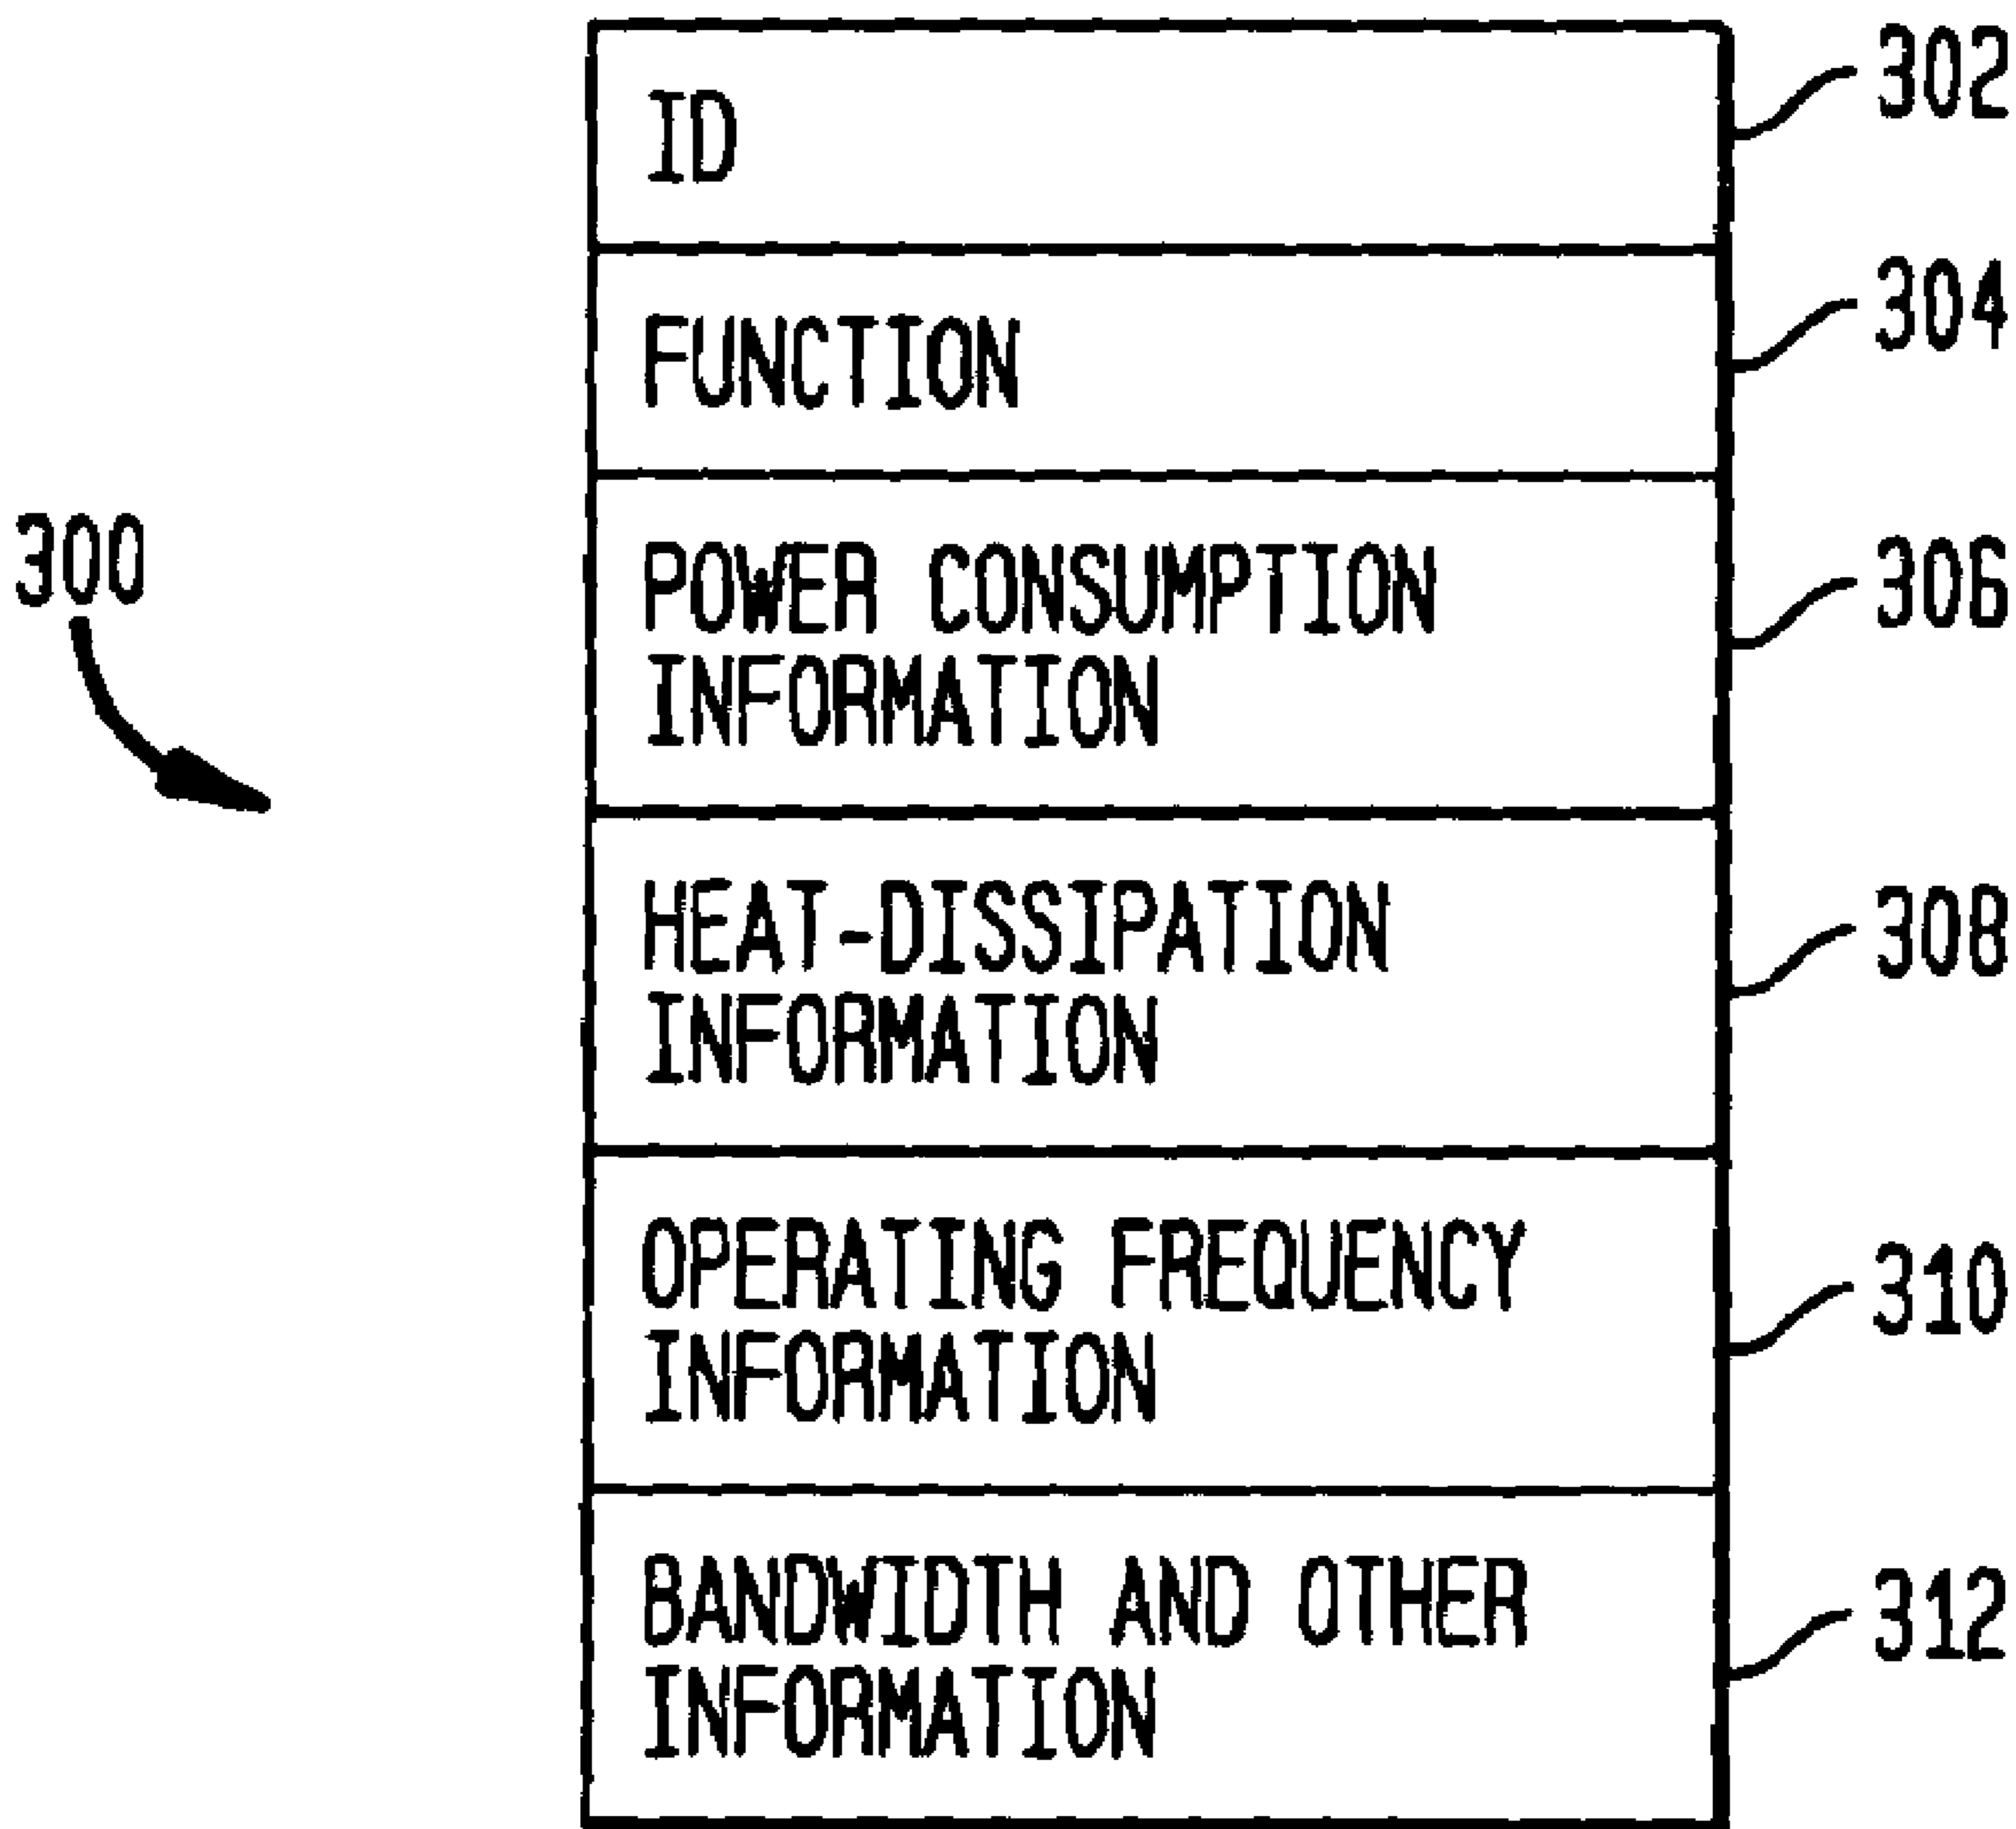 ID
302
FUNCTION
304
300
POWER CONSUMPTION
INFORMATION
306
HEAT-DISSIPATION
INFORMATION
308
OPERATING FREQUENCY
INFORMATION
310
BANDWIDTH AND OTHER
INFORMATION
312